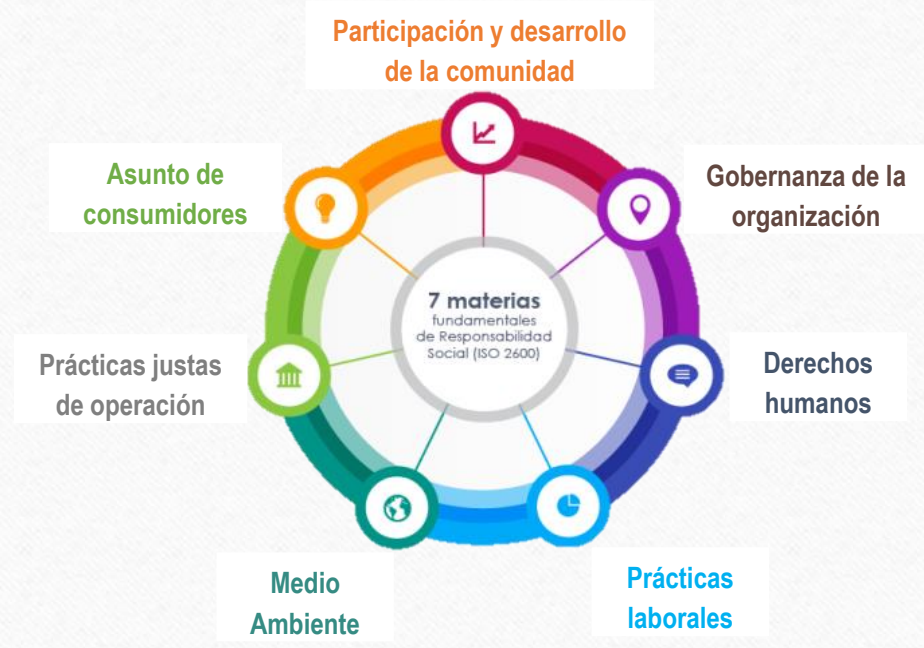 Participación y desarrollo
de la comunidad
Asunto de
consumidores
Gobernanza de la
organización
7 materias
fundamentales
de Responsabilidad
Social (ISO 2600)
Prácticas justas
de operación
Derechos
humanos
Medio
Ambiente
Prácticas
laborales